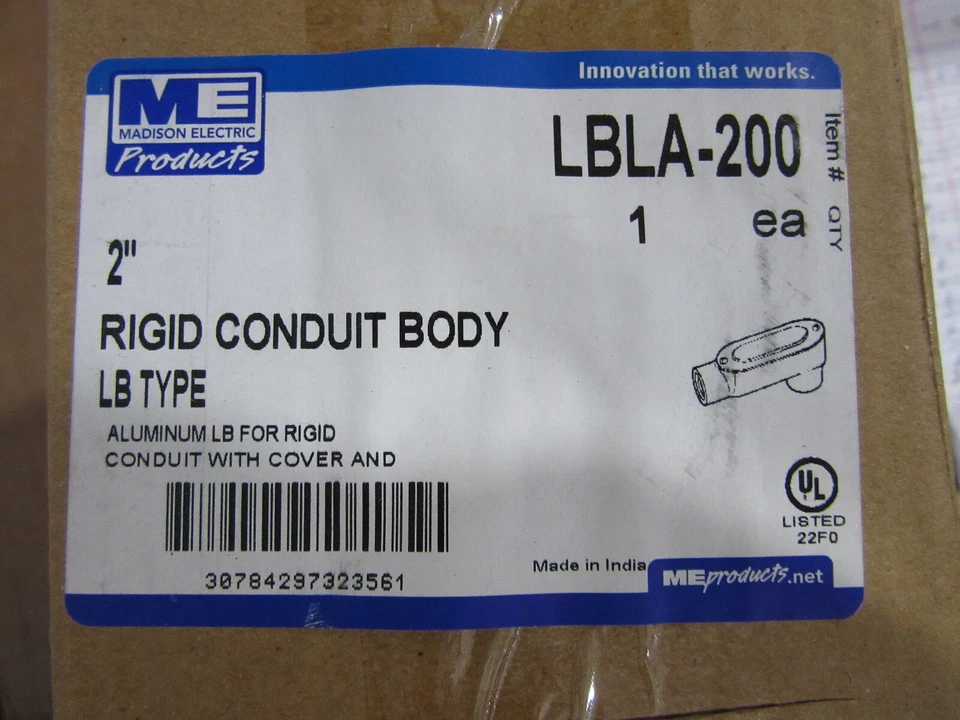 Innovation that works.
ME
MADISON ELECTRIC
Products
LBLA-200
Item #
1 ea
QTY
2"
RIGID CONDUIT BODY
LB TYPE
ALUMINUM LB FOR RIGID
CONDUIT WITH COVER AND
30784297323561
UL
LISTED
22F0
Made in India
MEproducts.net